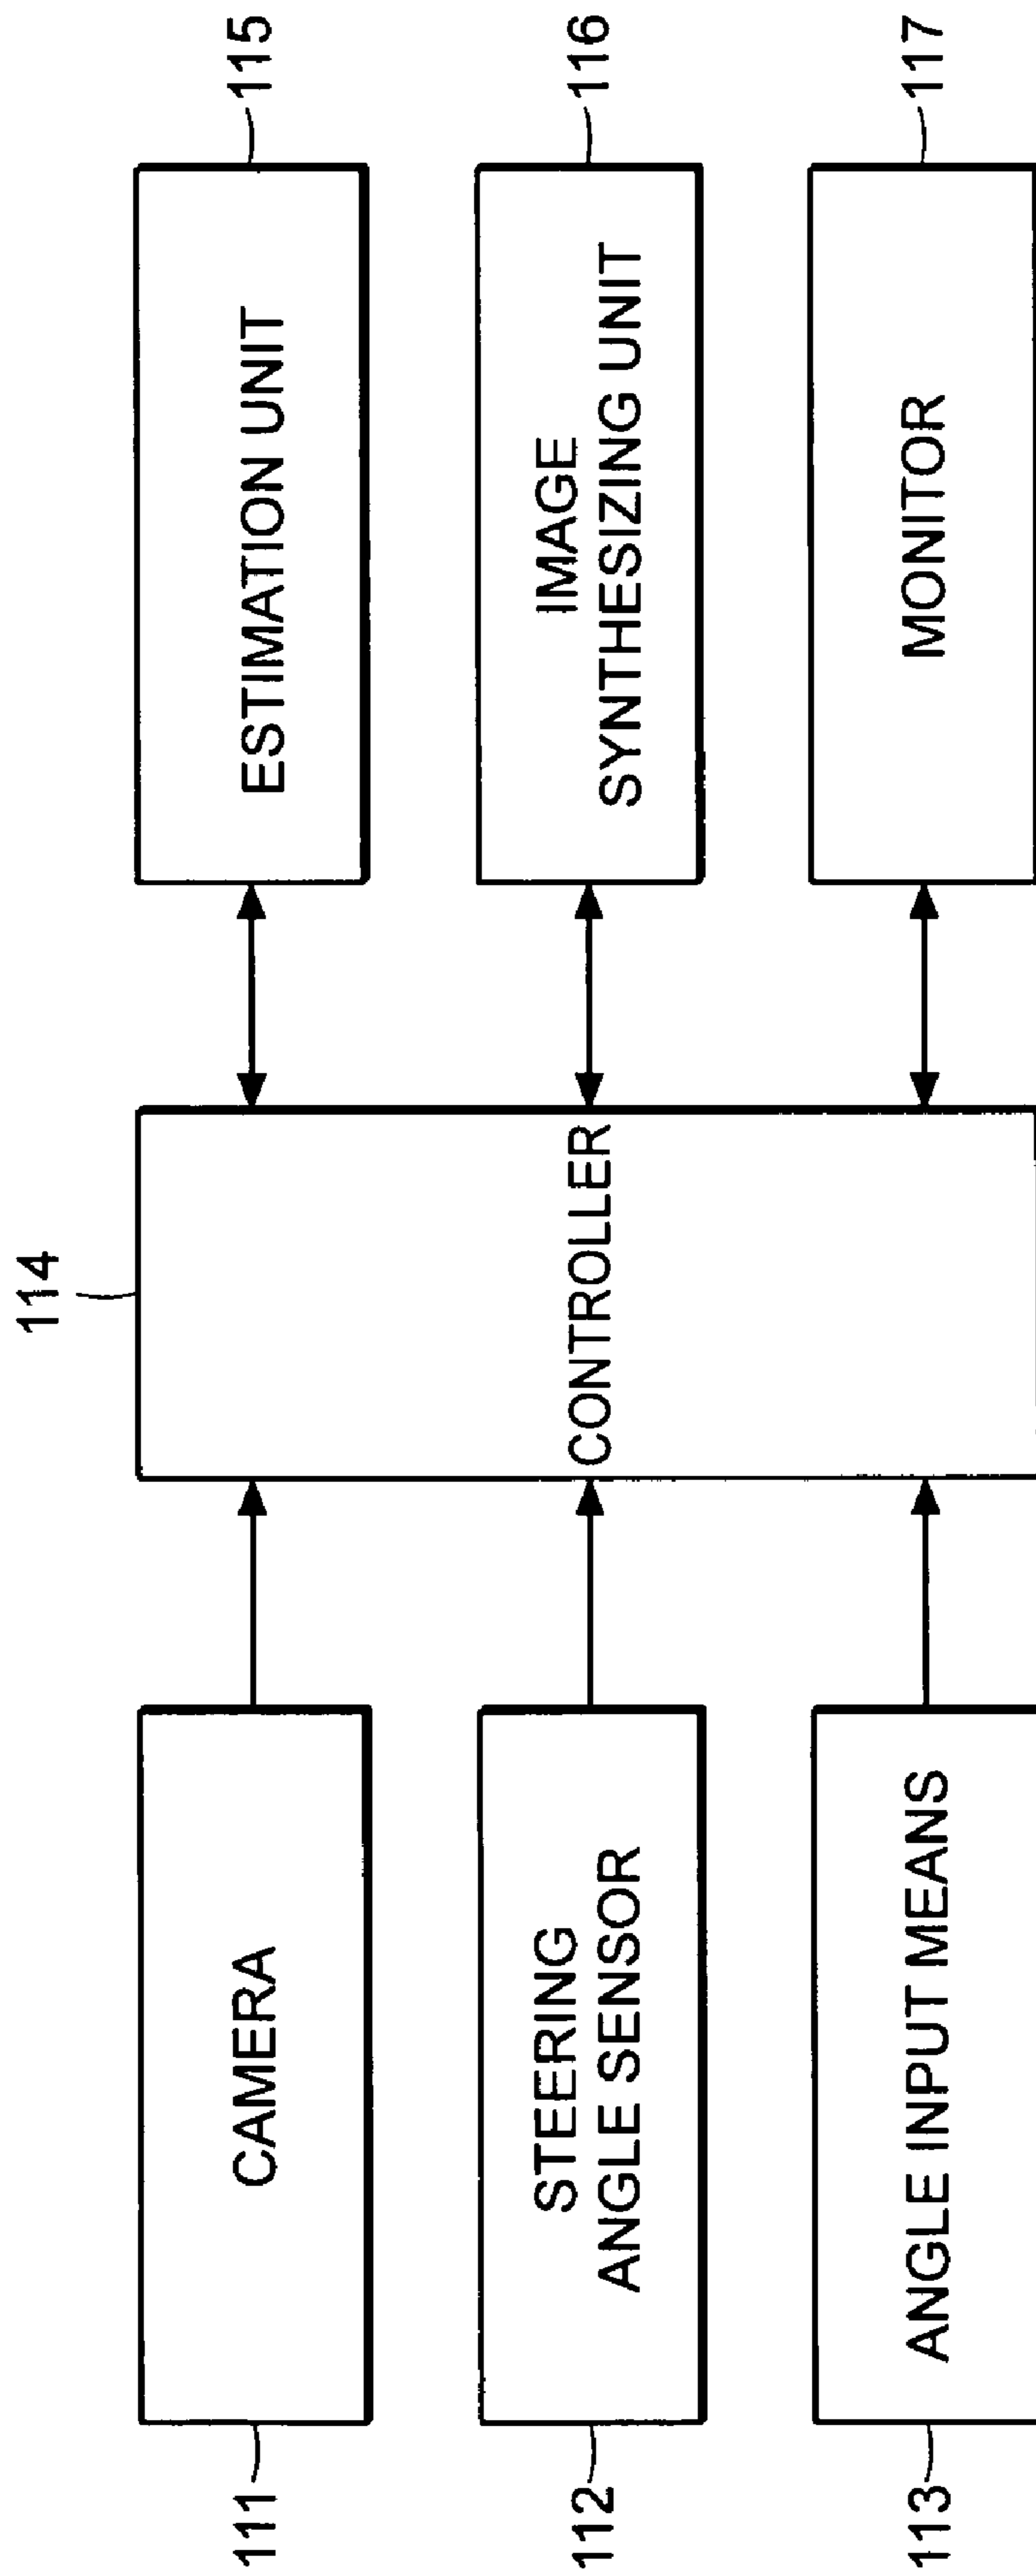 114
111
CAMERA
CONTROLLER
ESTIMATION UNIT
115
112
STEERING
ANGLE SENSOR
IMAGE
SYNTHESIZING UNIT
116
113
ANGLE INPUT MEANS
MONITOR
117